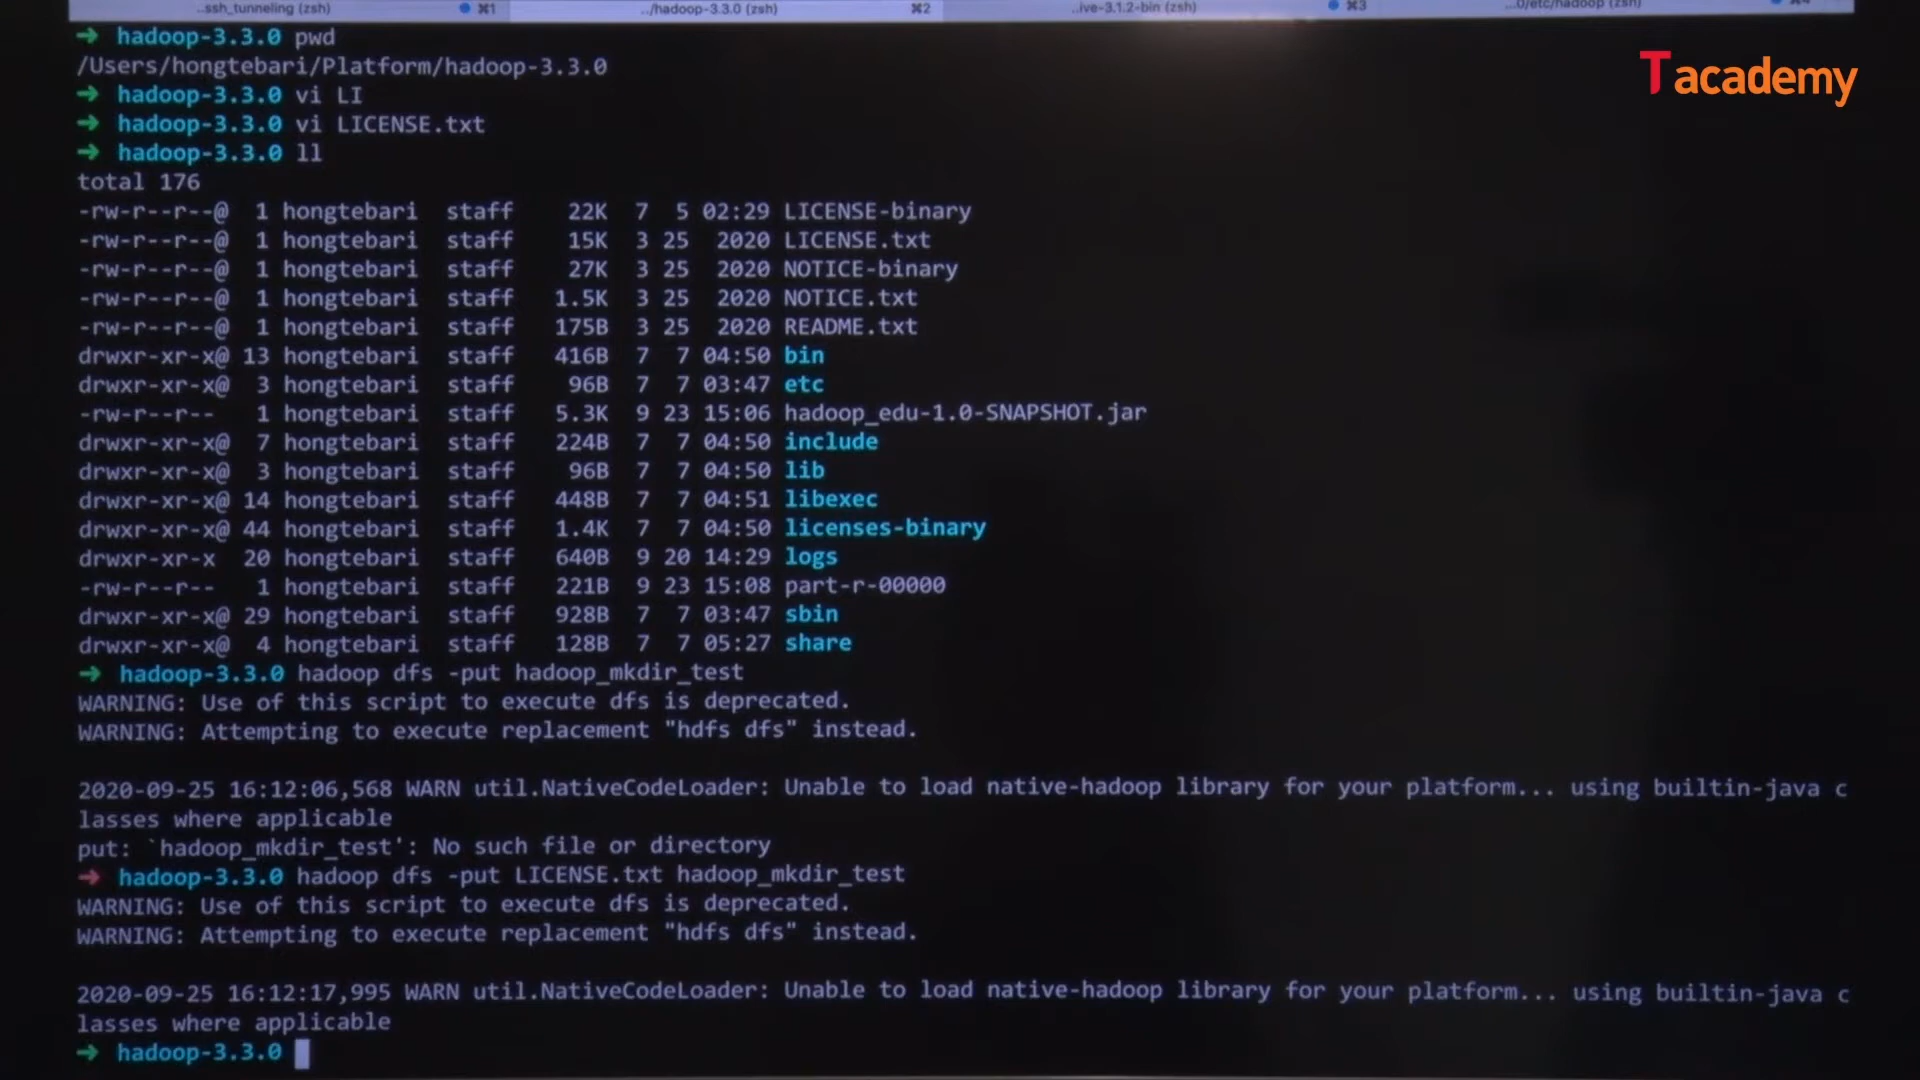 ..ssh_tunneling (zsh) ⌘1 ../hadoop-3.3.0 (zsh) ⌘2 ..ive-3.1.2-bin (zsh) ⌘3 ...0/etc/hadoop (zsh)
Tacademy
➜ hadoop-3.3.0 pwd
/Users/hongtebari/Platform/hadoop-3.3.0
➜ hadoop-3.3.0 vi LI
➜ hadoop-3.3.0 vi LICENSE.txt
➜ hadoop-3.3.0 ll
total 176
-rw-r--r--@ 1 hongtebari staff 22K 7 5 02:29 LICENSE-binary
-rw-r--r--@ 1 hongtebari staff 15K 3 25 2020 LICENSE.txt
-rw-r--r--@ 1 hongtebari staff 27K 3 25 2020 NOTICE-binary
-rw-r--r--@ 1 hongtebari staff 1.5K 3 25 2020 NOTICE.txt
-rw-r--r--@ 1 hongtebari staff 175B 3 25 2020 README.txt
drwxr-xr-x@ 13 hongtebari staff 416B 7 7 04:50 bin
drwxr-xr-x@ 3 hongtebari staff 96B 7 7 03:47 etc
-rw-r--r-- 1 hongtebari staff 5.3K 9 23 15:06 hadoop_edu-1.0-SNAPSHOT.jar
drwxr-xr-x@ 7 hongtebari staff 224B 7 7 04:50 include
drwxr-xr-x@ 3 hongtebari staff 96B 7 7 04:50 lib
drwxr-xr-x@ 14 hongtebari staff 448B 7 7 04:51 libexec
drwxr-xr-x@ 44 hongtebari staff 1.4K 7 7 04:50 licenses-binary
drwxr-xr-x 20 hongtebari staff 640B 9 20 14:29 logs
-rw-r--r-- 1 hongtebari staff 221B 9 23 15:08 part-r-00000
drwxr-xr-x@ 29 hongtebari staff 928B 7 7 03:47 sbin
drwxr-xr-x@ 4 hongtebari staff 128B 7 7 05:27 share
➜ hadoop-3.3.0 hadoop dfs -put hadoop_mkdir_test
WARNING: Use of this script to execute dfs is deprecated.
WARNING: Attempting to execute replacement "hdfs dfs" instead.
2020-09-25 16:12:06,568 WARN util.NativeCodeLoader: Unable to load native-hadoop library for your platform... using builtin-java c
lasses where applicable
put: `hadoop_mkdir_test': No such file or directory
➜ hadoop-3.3.0 hadoop dfs -put LICENSE.txt hadoop_mkdir_test
WARNING: Use of this script to execute dfs is deprecated.
WARNING: Attempting to execute replacement "hdfs dfs" instead.
2020-09-25 16:12:17,995 WARN util.NativeCodeLoader: Unable to load native-hadoop library for your platform... using builtin-java c
lasses where applicable
➜ hadoop-3.3.0